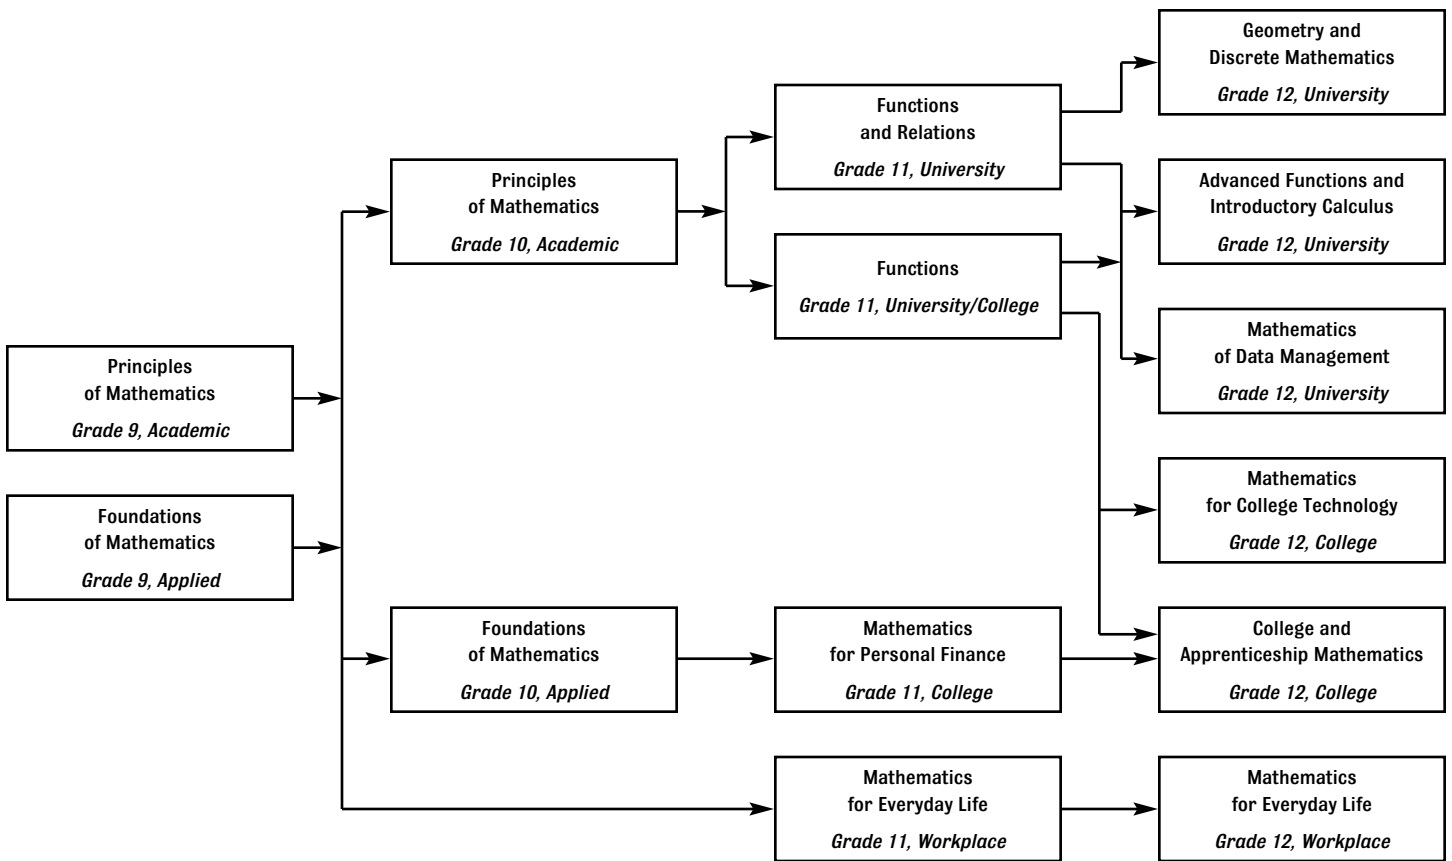 Principles
of Mathematics
Grade 9, Academic
Foundations
of Mathematics
Grade 9, Applied
Principles
of Mathematics
Grade 10, Academic
Foundations
of Mathematics
Grade 10, Applied
Functions
and Relations
Grade 11, University
Functions
Grade 11, University/College
Mathematics
for Personal Finance
Grade 11, College
Mathematics
for Everyday Life
Grade 11, Workplace
Geometry and
Discrete Mathematics
Grade 12, University
Advanced Functions and
Introductory Calculus
Grade 12, University
Mathematics
of Data Management
Grade 12, University
Mathematics
for College Technology
Grade 12, College
College and
Apprenticeship Mathematics
Grade 12, College
Mathematics
for Everyday Life
Grade 12, Workplace